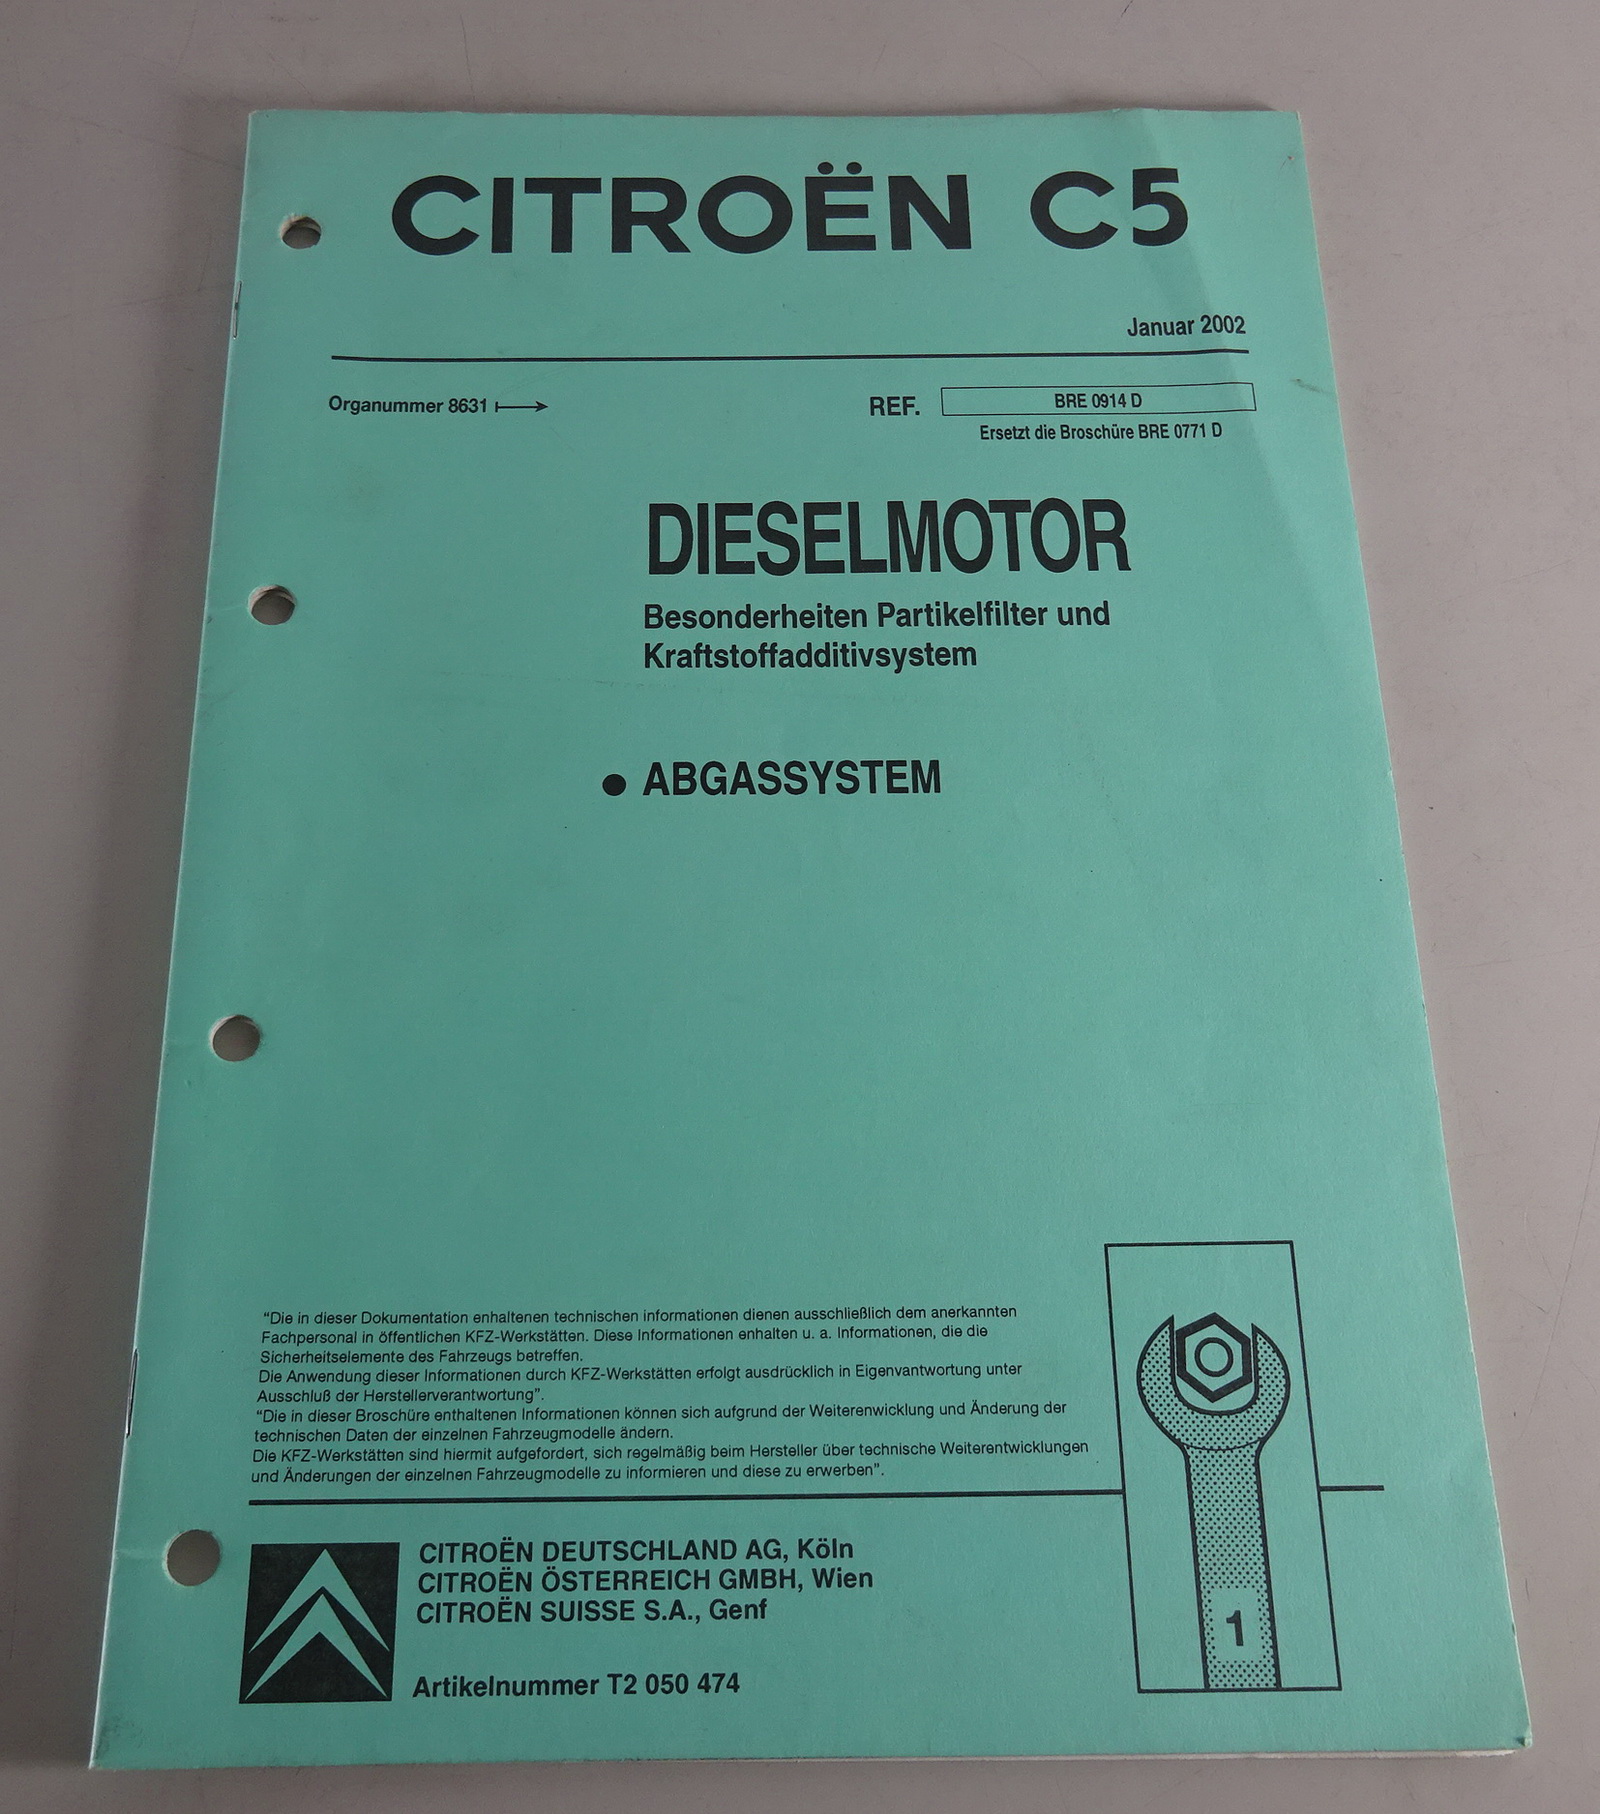 CITROËN C5
Januar 2002
Organummer 8631
REF. BRE 0914 D
Ersetzt die Broschüre BRE 0771 D
DIESELMOTOR
Besonderheiten Partikelfilter und
Kraftstoffadditivsystem
● ABGASSYSTEM
“Die in dieser Dokumentation enhaltenen technischen informationen dienen ausschließlich dem anerkannten
Fachpersonal in öffentlichen KFZ-Werkstätten. Diese Informationen enhalten u. a. Informationen, die die
Sicherheitselemente des Fahrzeugs betreffen.
Die Anwendung dieser Informationen durch KFZ-Werkstätten erfolgt ausdrücklich in Eigenvantwortung unter
Ausschluß der Herstellerverantwortung”.
“Die in dieser Broschüre enthaltenen Informationen können sich aufgrund der Weiterenwicklung und Änderung der
technischen Daten der einzelnen Fahrzeugmodelle ändern.
Die KFZ-Werkstätten sind hiermit aufgefordert, sich regelmäßig beim Hersteller über technische Weiterentwicklungen
und Änderungen der einzelnen Fahrzeugmodelle zu informieren und diese zu erwerben”.
CITROËN DEUTSCHLAND AG, Köln
CITROËN ÖSTERREICH GMBH, Wien
CITROËN SUISSE S.A., Genf
Artikelnummer T2 050 474
1